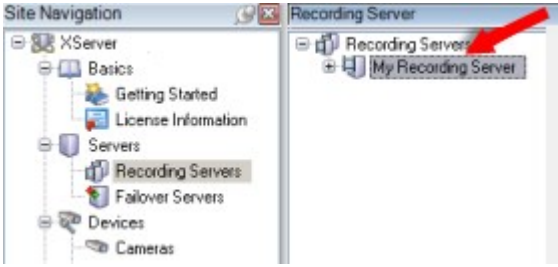 Site Navigation
XServer
Basics
Getting Started
License Information
Servers
Recording Servers
Failover Servers
Devices
Cameras
Recording Server
Recording Servers
My Recording Server